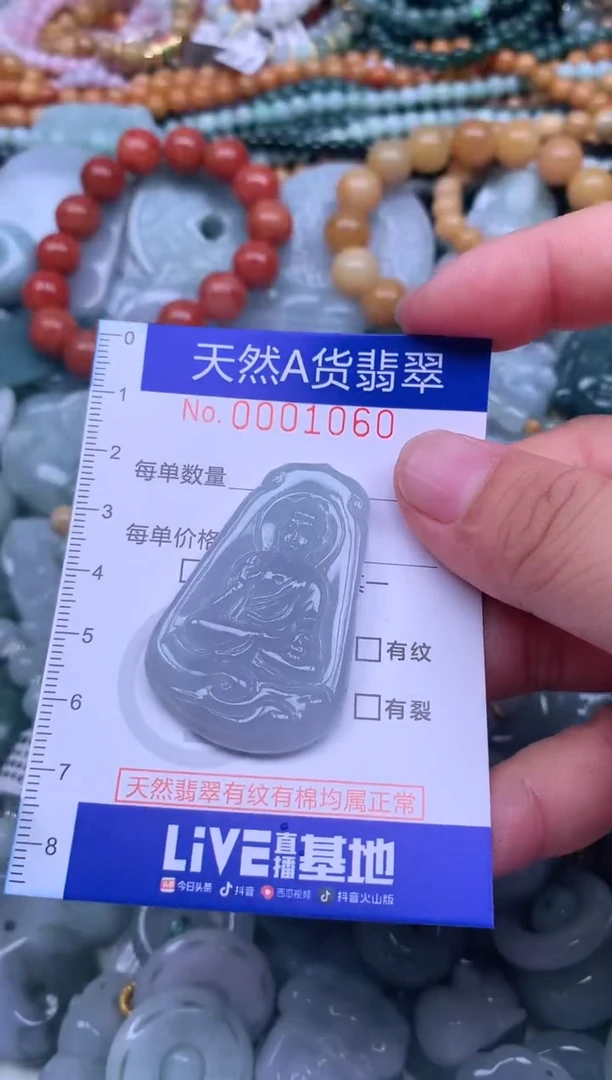 0
天然A货翡翠
1
No. 0001060
2
每单数量
3
每单价格
4
一
5
□有纹
6
□有裂
7
天然翡翠有纹有棉均属正常
8
LiVE直播基地
今日头条 抖音 西瓜视频 抖音火山版